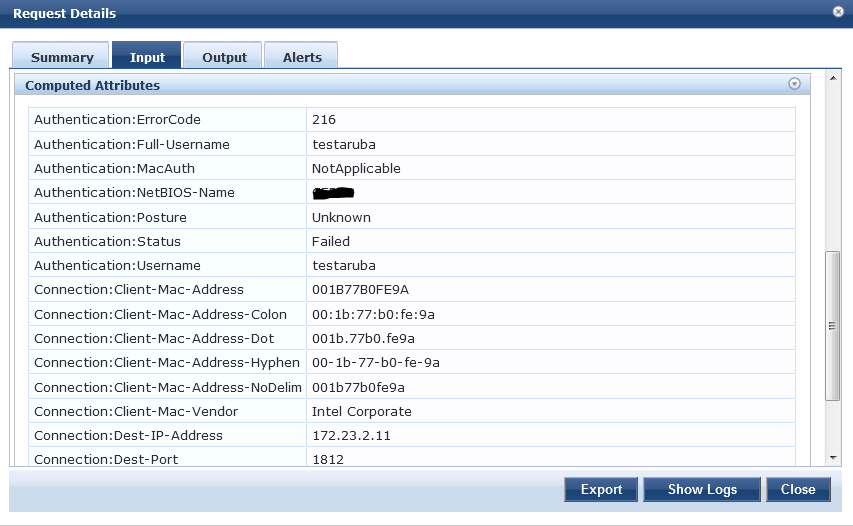 Request Details
Summary Input Output Alerts
Computed Attributes
Authentication:ErrorCode 216
Authentication:Full-Username testaruba
Authentication:MacAuth NotApplicable
Authentication:NetBIOS-Name
Authentication:Posture Unknown
Authentication:Status Failed
Authentication:Username testaruba
Connection:Client-Mac-Address 001B77B0FE9A
Connection:Client-Mac-Address-Colon 00:1b:77:b0:fe:9a
Connection:Client-Mac-Address-Dot 001b.77b0.fe9a
Connection:Client-Mac-Address-Hyphen 00-1b-77-b0-fe-9a
Connection:Client-Mac-Address-NoDelim 001b77b0fe9a
Connection:Client-Mac-Vendor Intel Corporate
Connection:Dest-IP-Address 172.23.2.11
Connection:Dest-Port 1812
Export Show Logs Close